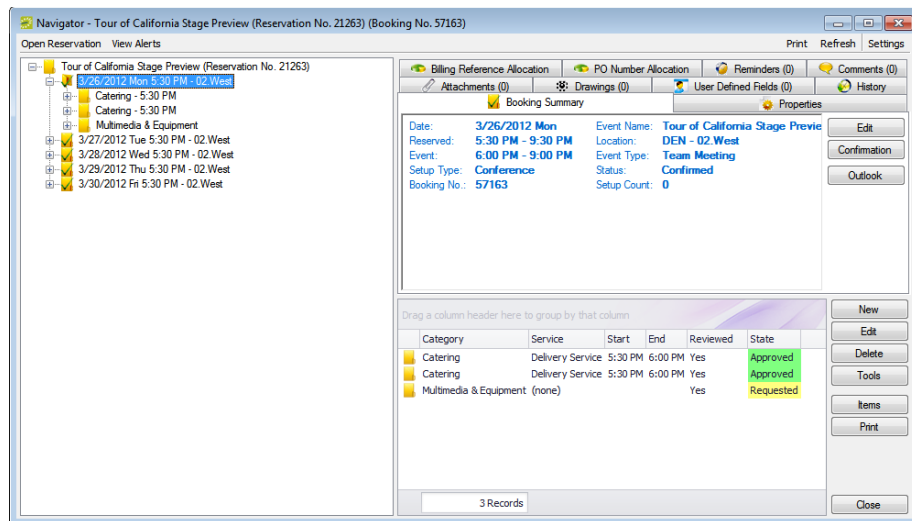 Navigator - Tour of California Stage Preview (Reservation No. 21263) (Booking No. 57163)
Open Reservation View Alerts Print Refresh Settings
Tour of California Stage Preview (Reservation No. 21263)
3/26/2012 Mon 5:30 PM - 02.West
Catering - 5:30 PM
Catering - 5:30 PM
Multimedia & Equipment
3/27/2012 Tue 5:30 PM - 02.West
3/28/2012 Wed 5:30 PM - 02.West
3/29/2012 Thu 5:30 PM - 02.West
3/30/2012 Fri 5:30 PM - 02.West
Billing Reference Allocation PO Number Allocation Reminders (0) Comments (0)
Attachments (0) Drawings (0) User Defined Fields (0) History
Booking Summary Properties
Date: 3/26/2012 Mon Event Name: Tour of California Stage Previe
Reserved: 5:30 PM - 9:30 PM Location: DEN - 02.West
Event: 6:00 PM - 9:00 PM Event Type: Team Meeting
Setup Type: Conference Status: Confirmed
Booking No.: 57163 Setup Count: 0
Edit
Confirmation
Outlook
Drag a column header here to group by that column
Category Service Start End Reviewed State
Catering Delivery Service 5:30 PM 6:00 PM Yes Approved
Catering Delivery Service 5:30 PM 6:00 PM Yes Approved
Multimedia & Equipment (none) Yes Requested
3 Records
New
Edit
Delete
Tools
Items
Print
Close